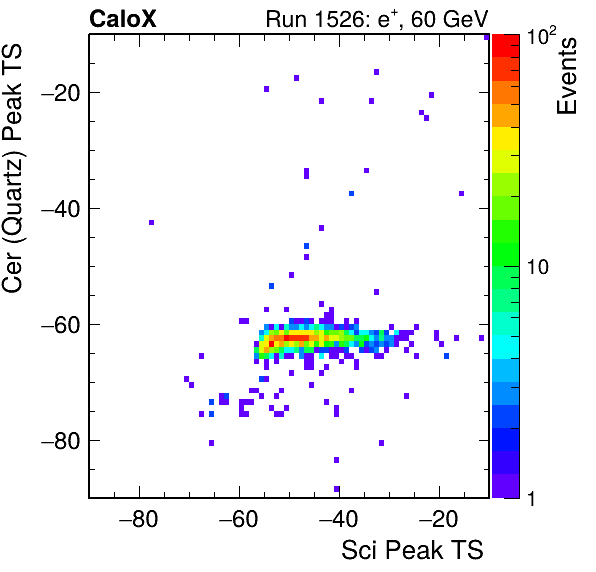 CaloX Run 1526: e⁺, 60 GeV
Cer (Quartz) Peak TS
−20
−40
−60
−80
−80 −60 −40 −20
Sci Peak TS
10²
10
1
Events